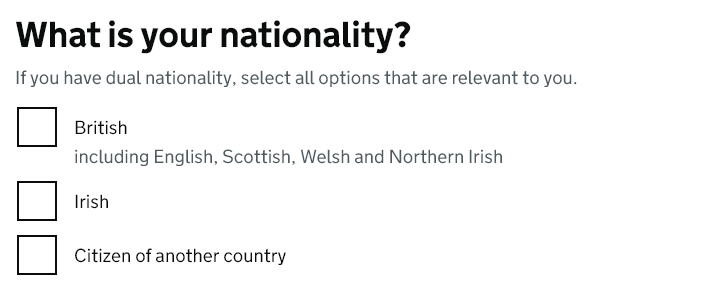 What is your nationality?
If you have dual nationality, select all options that are relevant to you.
British
including English, Scottish, Welsh and Northern Irish
Irish
Citizen of another country